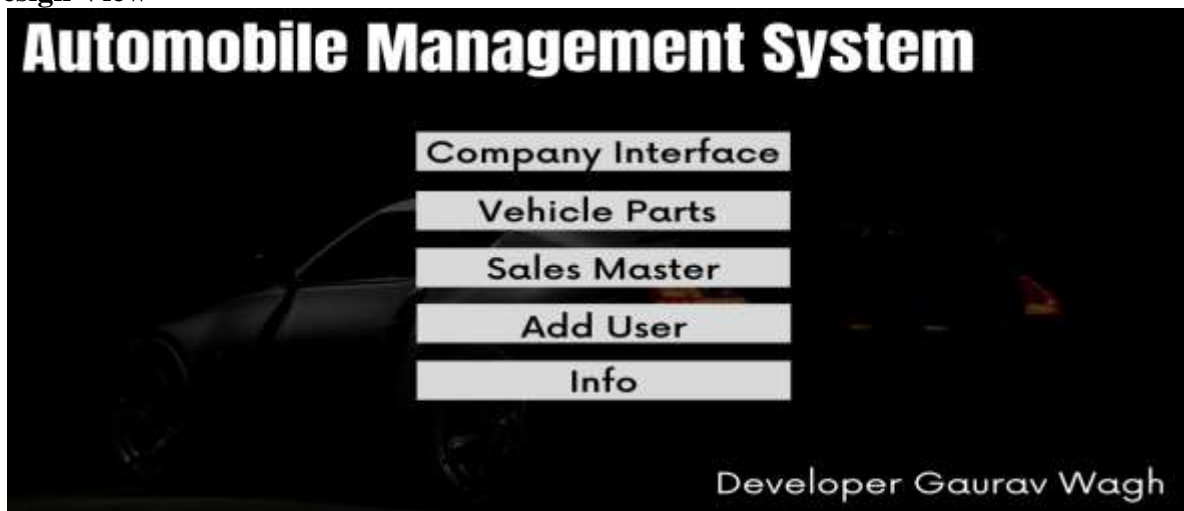 Automobile Management System
Company Interface
Vehicle Parts
Sales Master
Add User
Info
Developer Gaurav Wagh